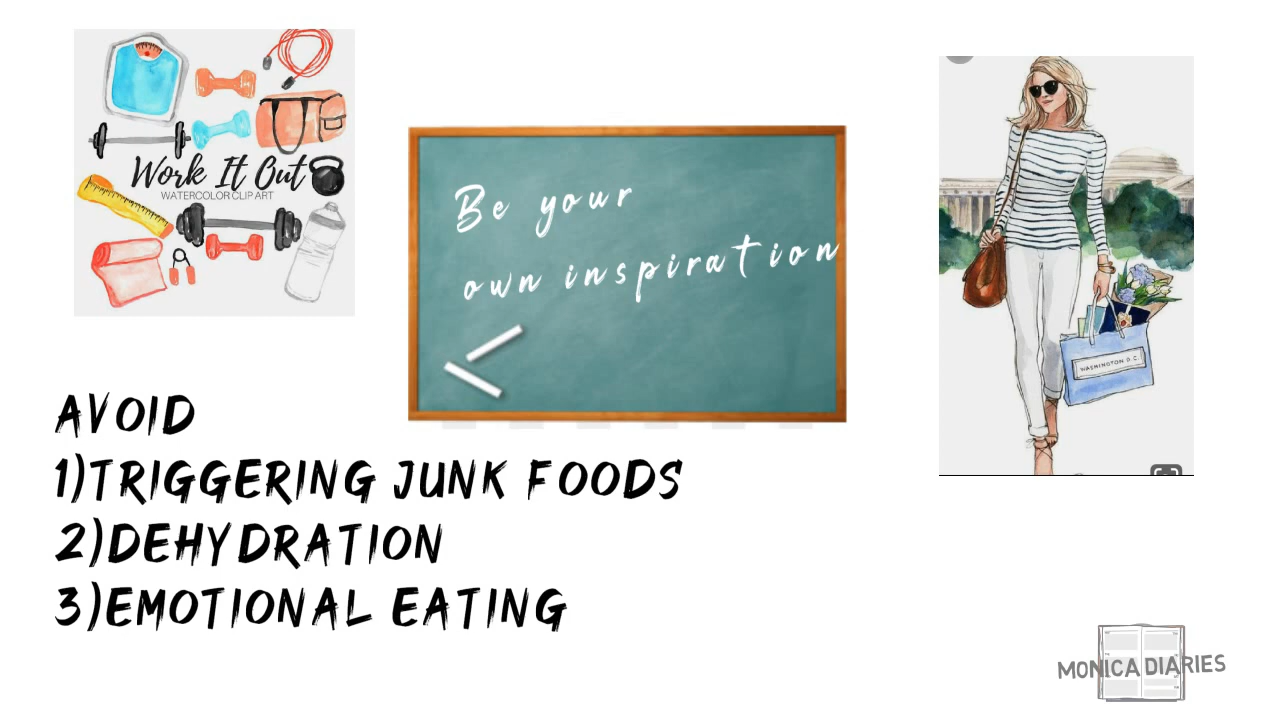 Work It Out
WATERCOLOR CLIP ART
Be your
own inspiration
WASHINGTON D.C.
AVOID
1)TRIGGERING JUNK FOODS
2)DEHYDRATION
3)EMOTIONAL EATING
MONICA DIARIES